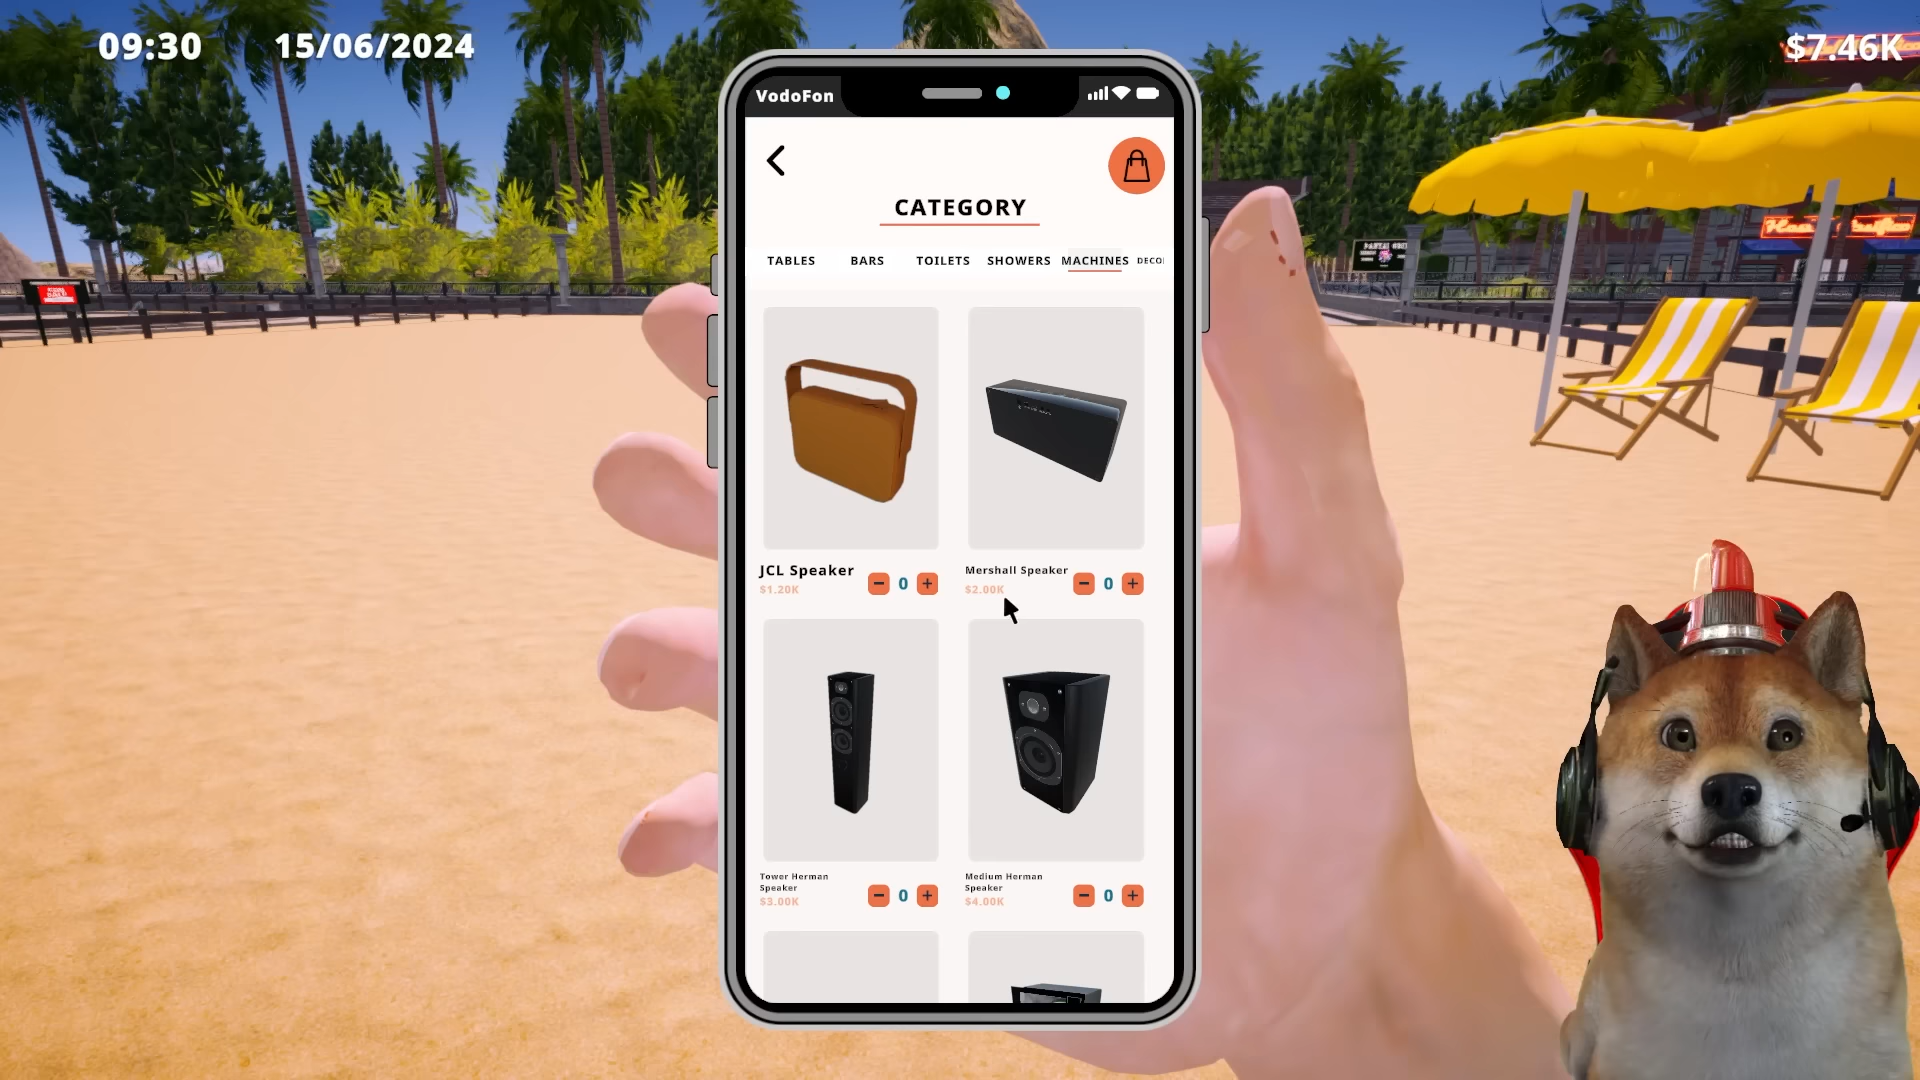 09:30
15/06/2024
$7.46K
VodoFon
CATEGORY
TABLES
BARS
TOILETS
SHOWERS
MACHINES
DECO
JCL Speaker
$1.20K
0
Mershall Speaker
$2.00K
0
Tower Herman
Speaker
$3.00K
0
Medium Herman
Speaker
$4.00K
0